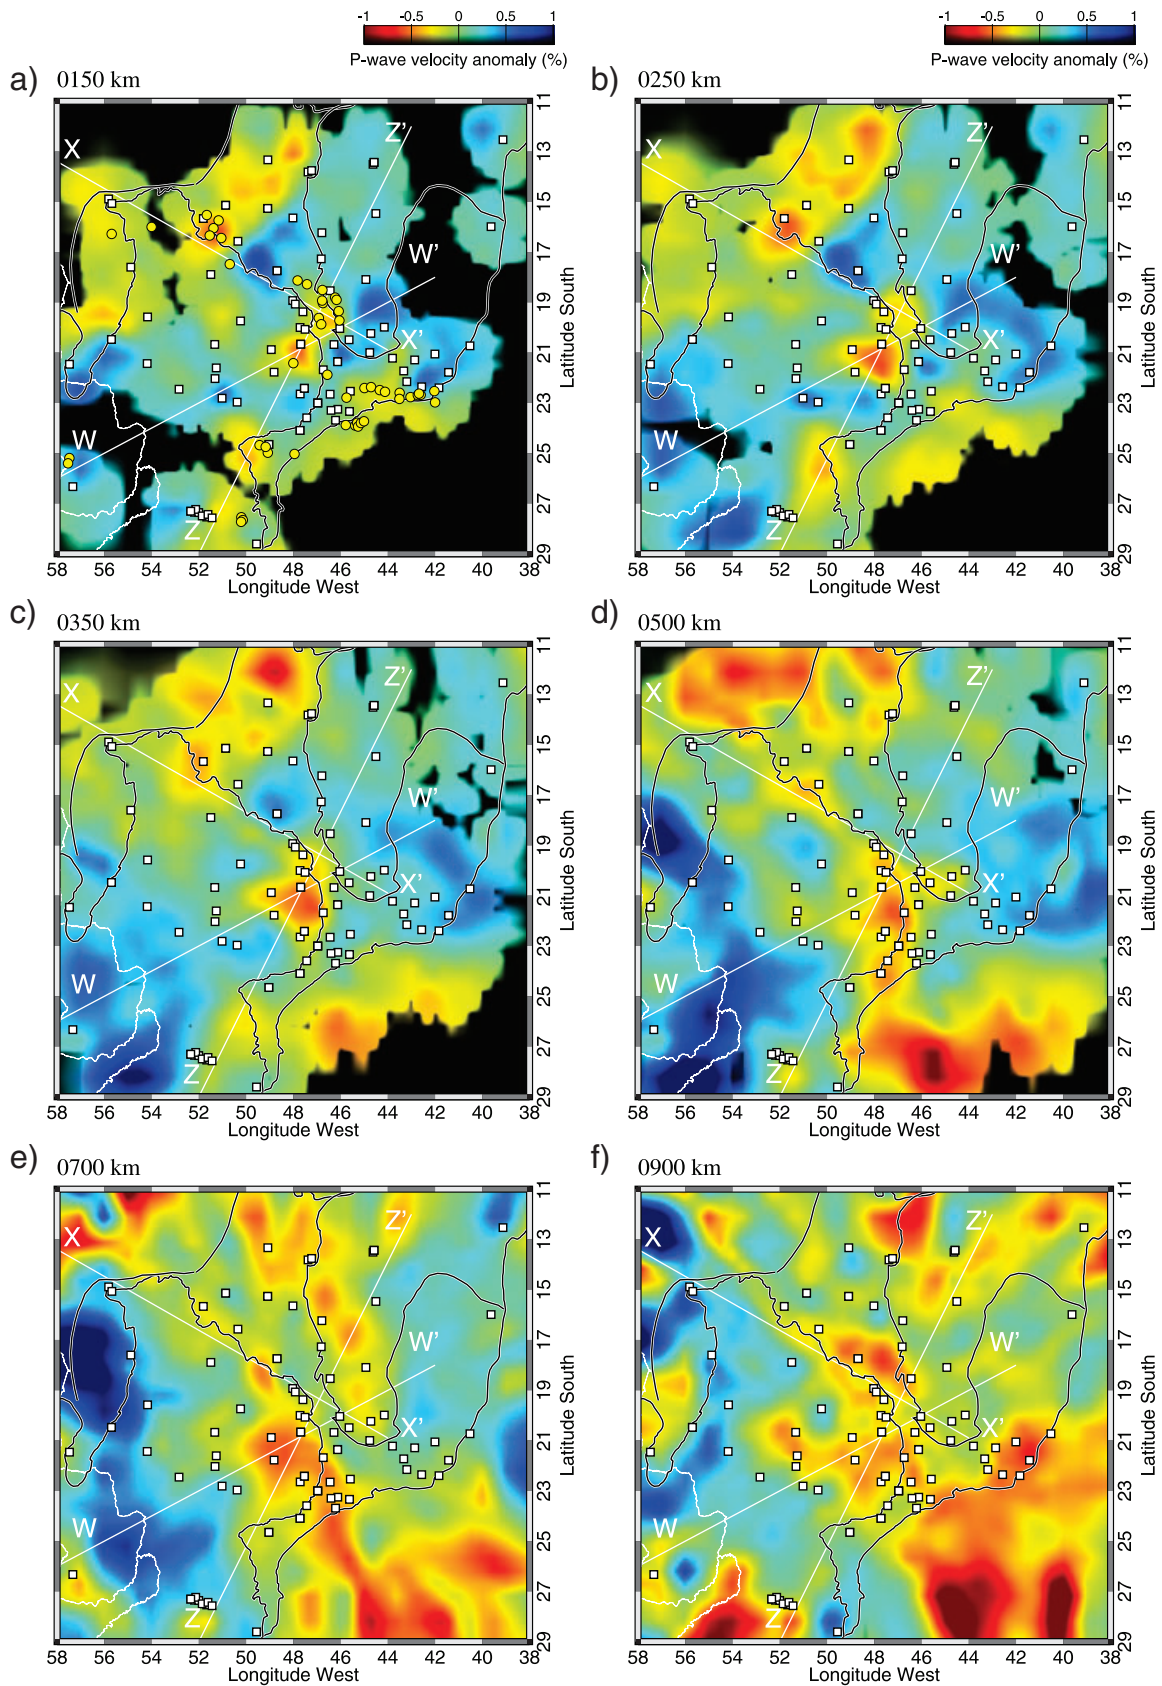 -1 -0.5 0 0.5 1
P-wave velocity anomaly (%)
-1 -0.5 0 0.5 1
P-wave velocity anomaly (%)
a) 0150 km
X
Z'
W'
X'
W
Z
11 13 15 17 19 21 23 25 27 29
Latitude South
58 56 54 52 50 48 46 44 42 40 38
Longitude West
b) 0250 km
X
Z'
W'
X'
W
Z
11 13 15 17 19 21 23 25 27 29
Latitude South
58 56 54 52 50 48 46 44 42 40 38
Longitude West
c) 0350 km
X
Z'
W'
X'
W
Z
11 13 15 17 19 21 23 25 27 29
Latitude South
58 56 54 52 50 48 46 44 42 40 38
Longitude West
d) 0500 km
X
Z'
W'
X'
W
Z
11 13 15 17 19 21 23 25 27 29
Latitude South
58 56 54 52 50 48 46 44 42 40 38
Longitude West
e) 0700 km
X
Z'
W'
X'
W
Z
11 13 15 17 19 21 23 25 27 29
Latitude South
58 56 54 52 50 48 46 44 42 40 38
Longitude West
f) 0900 km
X
Z'
W'
X'
W
Z
11 13 15 17 19 21 23 25 27 29
Latitude South
58 56 54 52 50 48 46 44 42 40 38
Longitude West